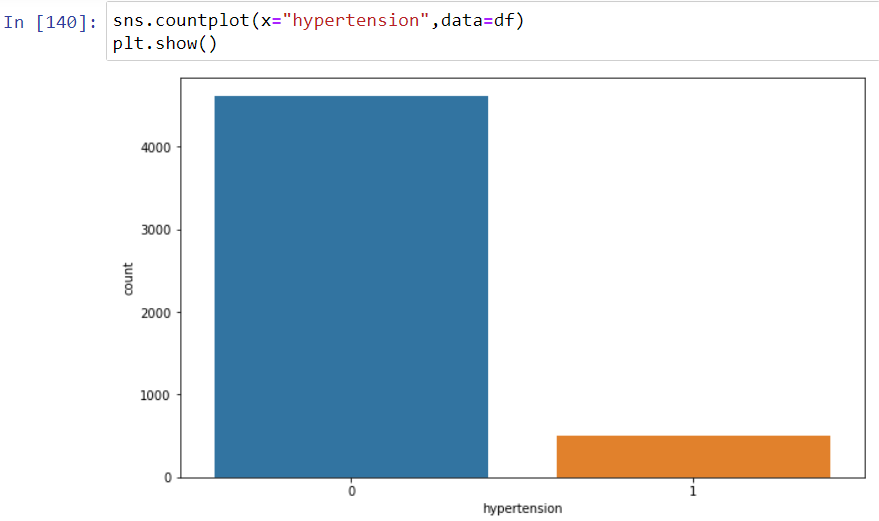 In [140]: sns.countplot(x="hypertension",data=df)
plt.show()
4000
3000
2000
1000
0
count
0 1
hypertension